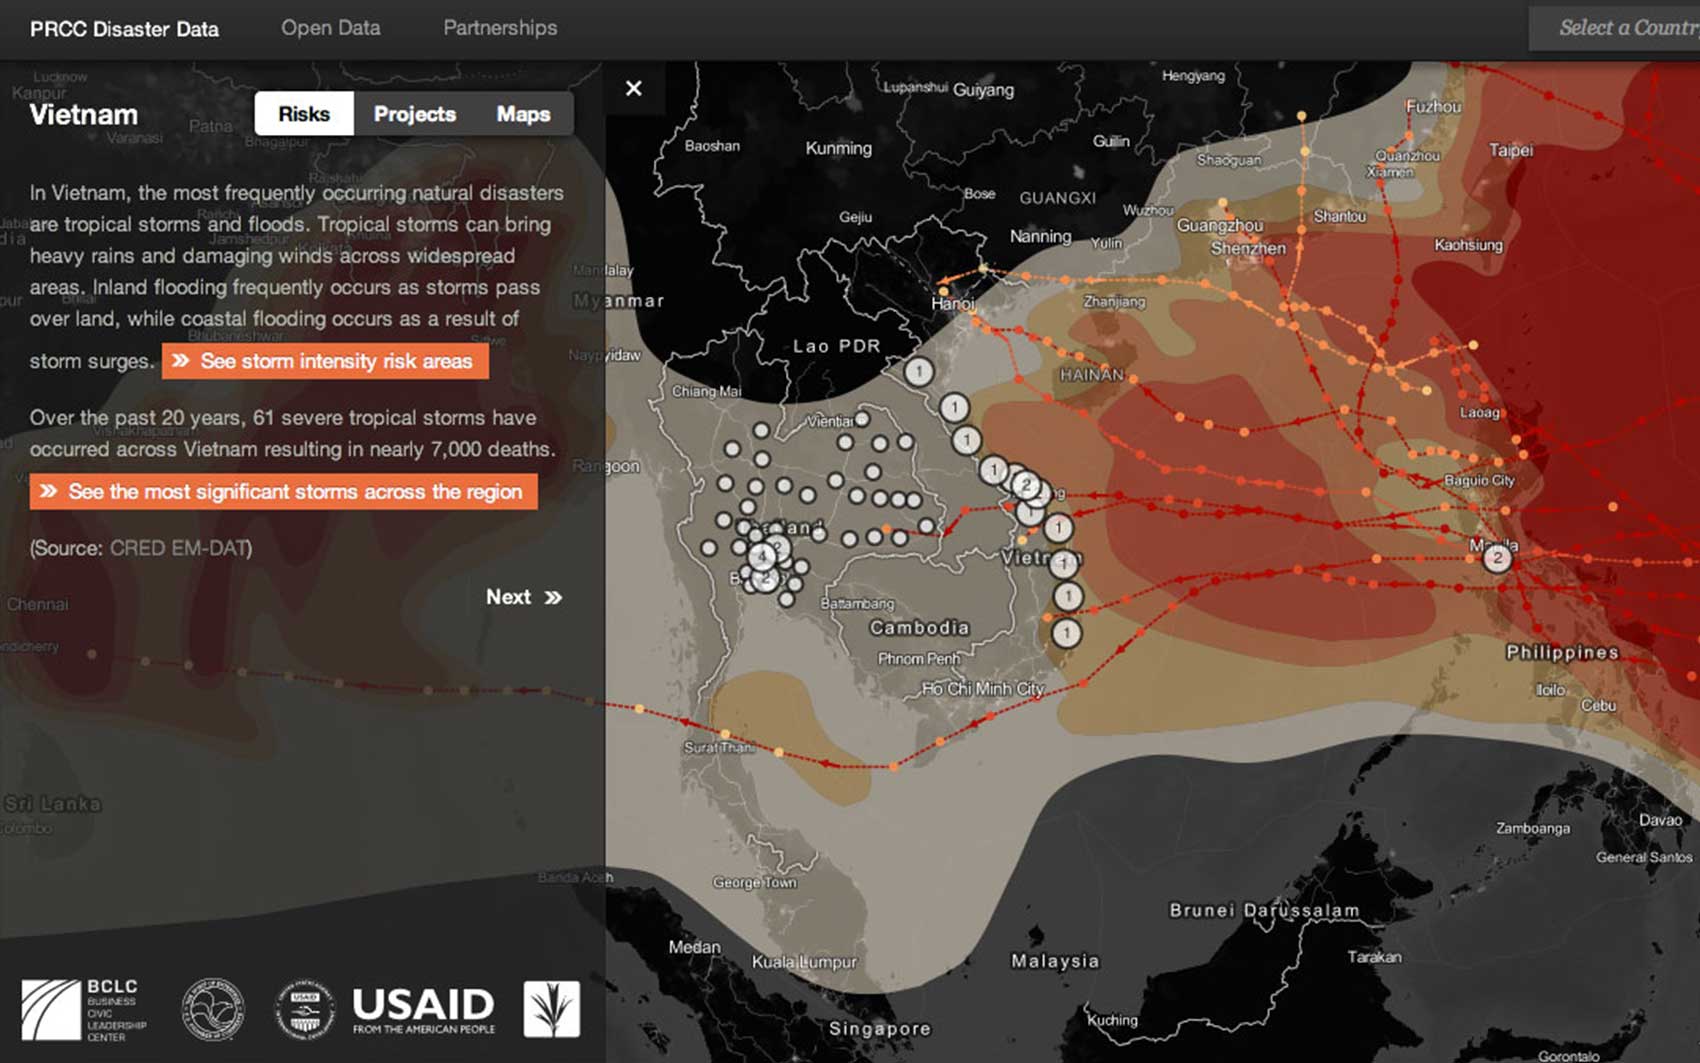 PRCC Disaster Data
Open Data
Partnerships
Select a Countr
Vietnam
Risks
Projects
Maps
In Vietnam, the most frequently occurring natural disasters
are tropical storms and floods. Tropical storms can bring
heavy rains and damaging winds across widespread
areas. Inland flooding frequently occurs as storms pass
over land, while coastal flooding occurs as a result of
storm surges.
» See storm intensity risk areas
Over the past 20 years, 61 severe tropical storms have
occurred across Vietnam resulting in nearly 7,000 deaths.
» See the most significant storms across the region
(Source: CRED EM-DAT)
Next »
Lucknow
Kanpur
Varanasi
Patna
Bhagalpur
Rajshahi
Ranchi
Jamshedpur
Bhubaneshwar
Chennai
Sri Lanka
Colombo
Banda Aceh
BCLC
BUSINESS
CIVIC
LEADERSHIP
CENTER
USAID
USAID
FROM THE AMERICAN PEOPLE
×
Hengyang
Lupanshui
Guiyang
Fuzhou
Baoshan
Kunming
Guilin
Shaoguan
Quanzhou
Xiamen
Taipei
Bose
GUANGXI
Wuzhou
Shantou
Gejiu
Guangzhou
Nanning
Yulin
Shenzhen
Kaohsiung
Mandalay
Myanmar
Hanoi
Zhanjiang
Lao PDR
Naypyidaw
HAINAN
Chiang Mai
1
1
Laoag
Vientian
1
Rangoon
1
2
ng
Baguio City
1
1
Thailand
2
4
2
Vietnam
1
Manila
2
1
Battambang
Cambodia
1
Phnom Penh
Philippines
Ho Chi Minh City
Iloilo
Cebu
Surat Thani
Zamboanga
Davao
General Santos
George Town
Brunei Darussalam
Medan
Kuala Lumpur
Malaysia
Tarakan
Singapore
Kuching
Gorontalo